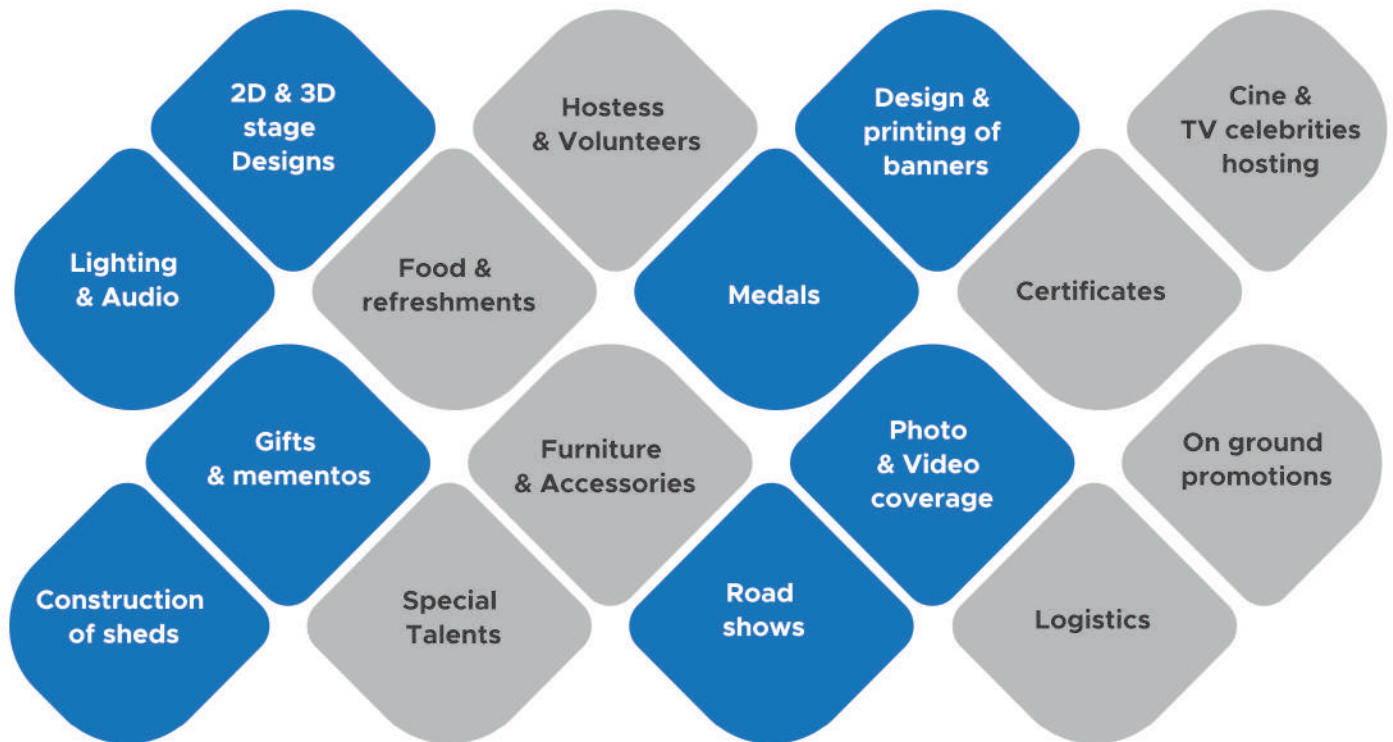 2D & 3D
stage
Designs
Hostess
& Volunteers
Design &
printing of
banners
Cine &
TV celebrities
hosting
Lighting
& Audio
Food &
refreshments
Medals
Certificates
Gifts
& mementos
Furniture
& Accessories
Photo
& Video
coverage
On ground
promotions
Construction
of sheds
Special
Talents
Road
shows
Logistics